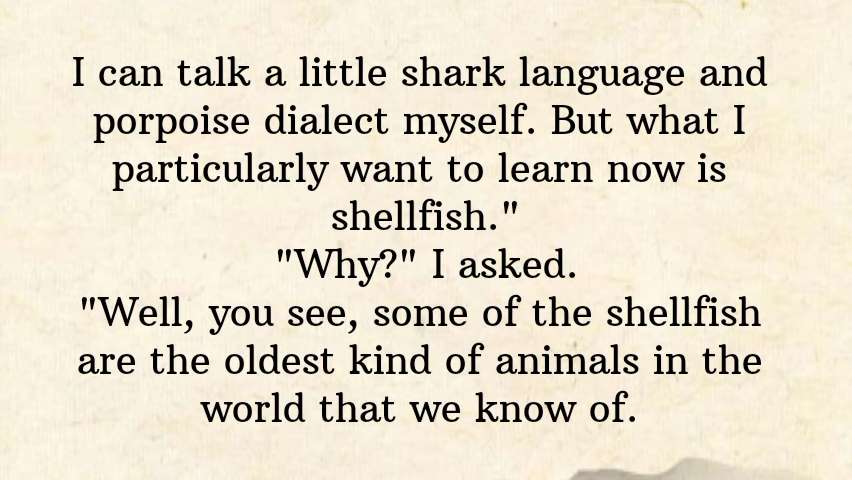 I can talk a little shark language and
porpoise dialect myself. But what I
particularly want to learn now is
shellfish."
"Why?" I asked.
"Well, you see, some of the shellfish
are the oldest kind of animals in the
world that we know of.